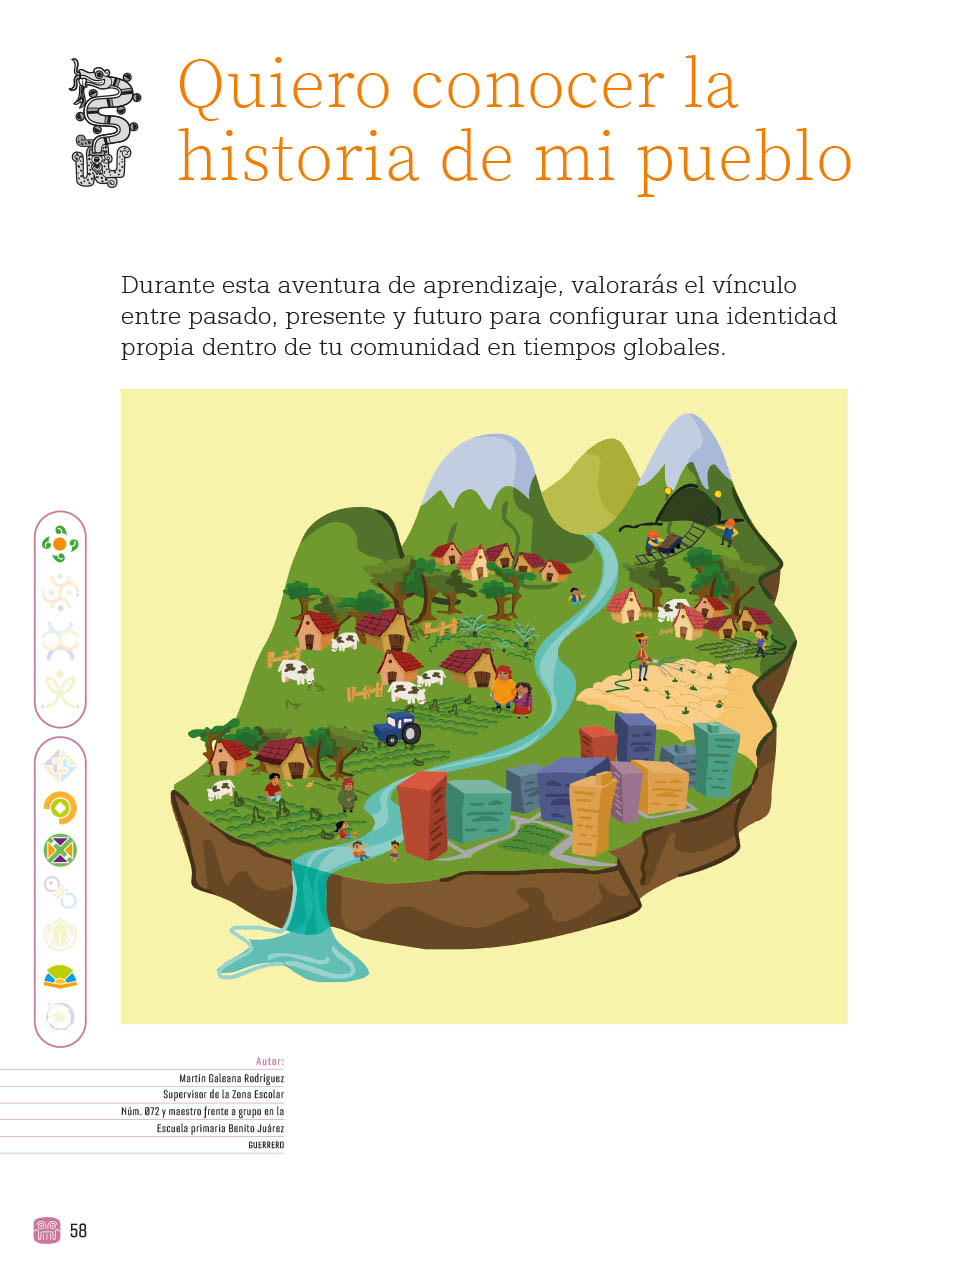 Quiero conocer la
historia de mi pueblo
Durante esta aventura de aprendizaje, valorarás el vínculo
entre pasado, presente y futuro para configurar una identidad
propia dentro de tu comunidad en tiempos globales.
Autor:
Martín Galeana Rodríguez
Supervisor de la Zona Escolar
Núm. 072 y maestro frente a grupo en la
Escuela primaria Benito Juárez
GUERRERO
58